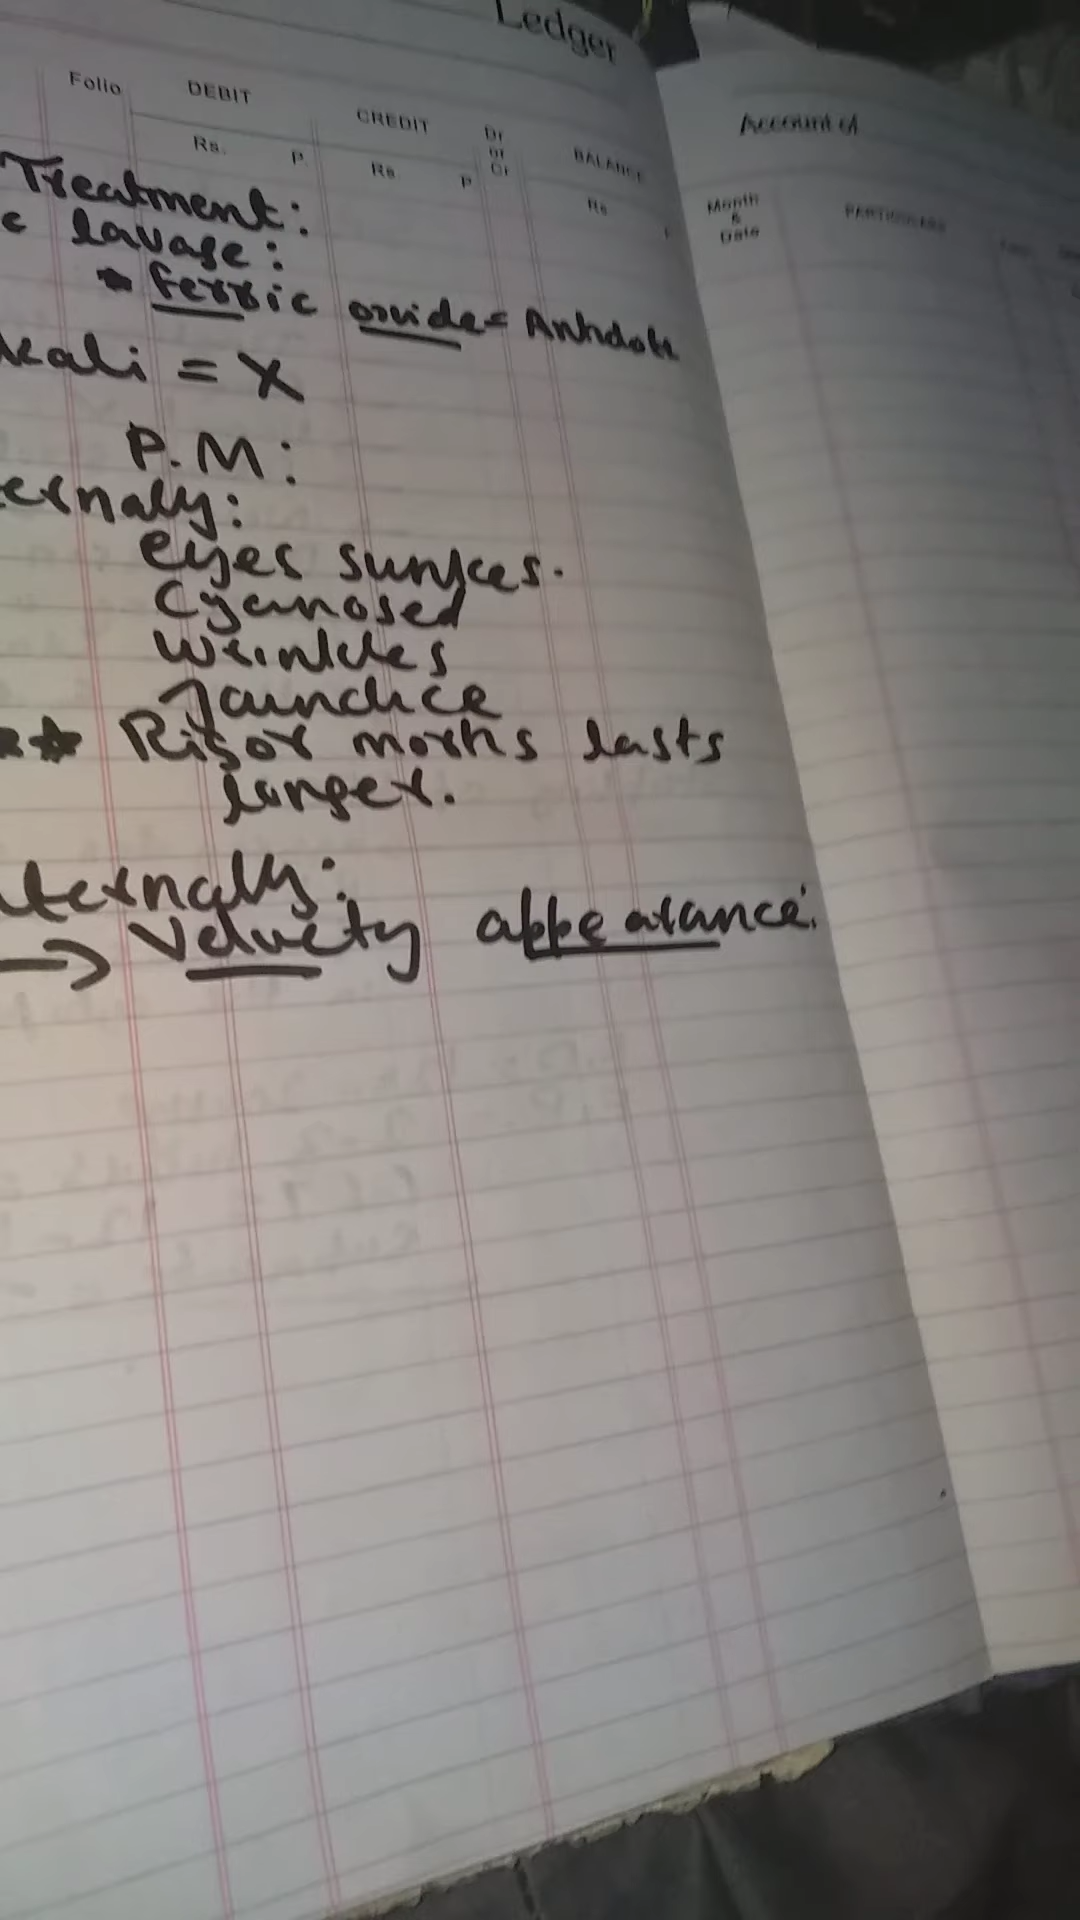 Ledger
Folio DEBIT CREDIT Dr or Cr BALANCE
Rs. P. Rs P Rs
Treatment:
c lavage:
ferric oxide = Antidote
kali = X
P.M:
ernaly:
eyes sunkes.
Cyanosed
wrinkles
Jaundice
Rigor mortis lasts
longer.
ternally:
→ Velvety appearance.
Account of
Month & Date PARTICULARS